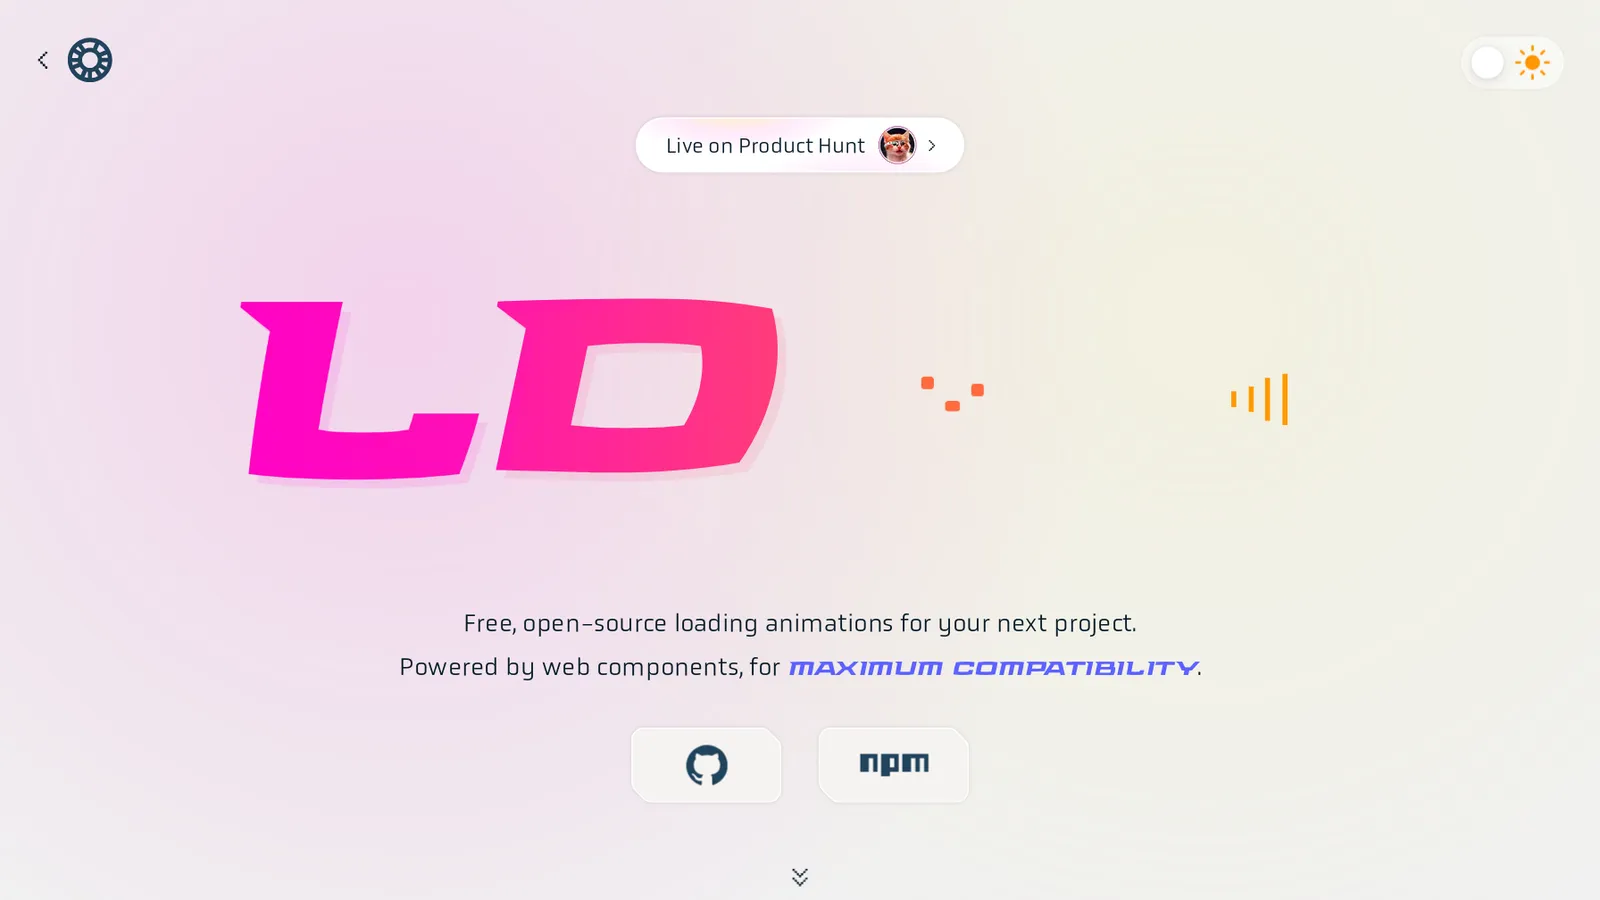 Live on Product Hunt
LD
Free, open-source loading animations for your next project.
Powered by web components, for MAXIMUM COMPATIBILITY.
npm